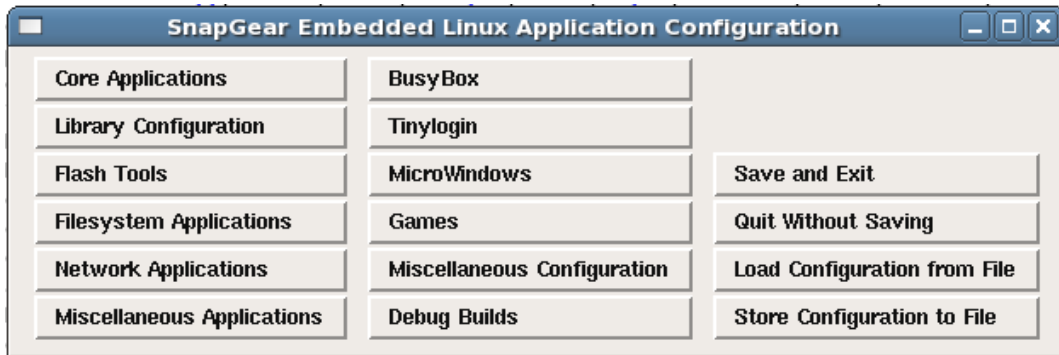 SnapGear Embedded Linux Application Configuration
Core Applications
Library Configuration
Flash Tools
Filesystem Applications
Network Applications
Miscellaneous Applications
BusyBox
Tinylogin
MicroWindows
Games
Miscellaneous Configuration
Debug Builds
Save and Exit
Quit Without Saving
Load Configuration from File
Store Configuration to File